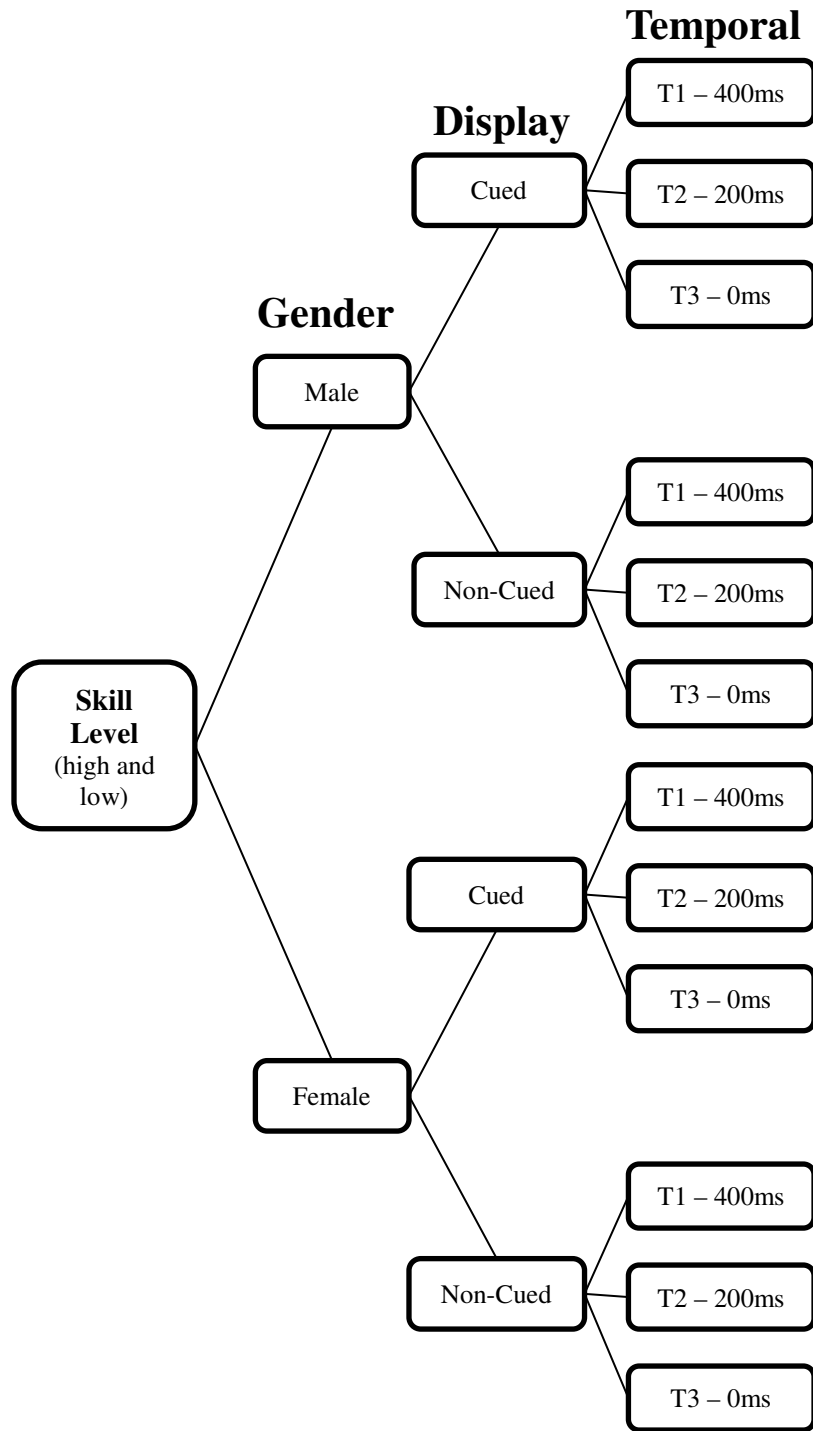 Temporal
T1 – 400ms
Display
Cued
T2 – 200ms
T3 – 0ms
Gender
Male
T1 – 400ms
Non-Cued
T2 – 200ms
T3 – 0ms
Skill
Level
(high and
low)
T1 – 400ms
Cued
T2 – 200ms
T3 – 0ms
Female
T1 – 400ms
Non-Cued
T2 – 200ms
T3 – 0ms